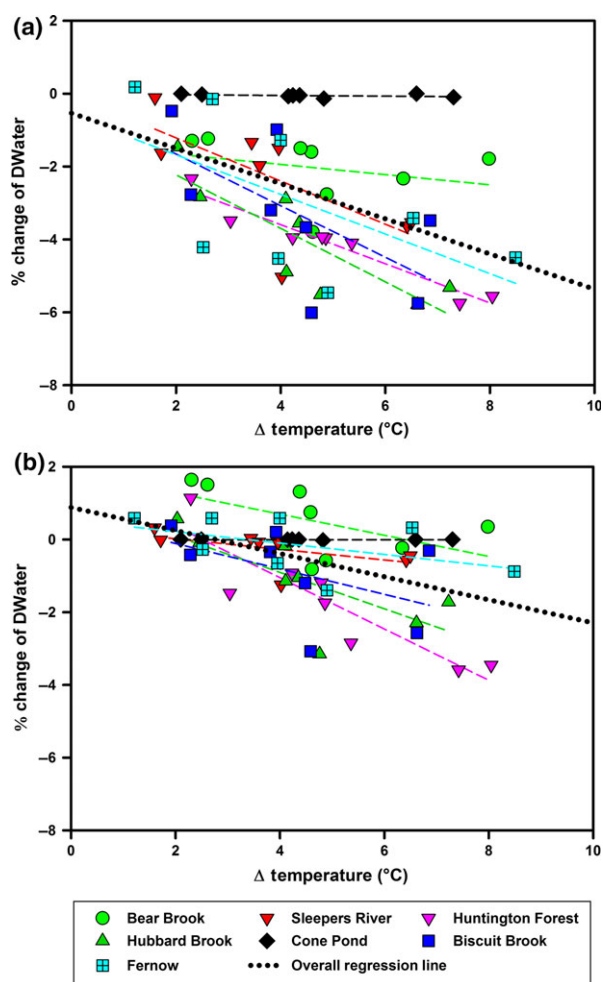 (a)
2
0
−2
−4
−6
−8
% change of DWater
0
2
4
6
8
10
Δ temperature (°C)
(b)
2
0
−2
−4
−6
−8
% change of DWater
0
2
4
6
8
10
Δ temperature (°C)
Bear Brook
Sleepers River
Huntington Forest
Hubbard Brook
Cone Pond
Biscuit Brook
Fernow
Overall regression line